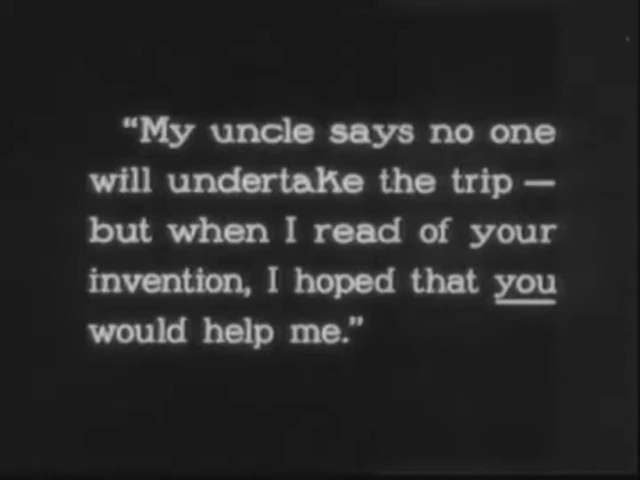 “My uncle says no one
will undertake the trip —
but when I read of your
invention, I hoped that you
would help me.”